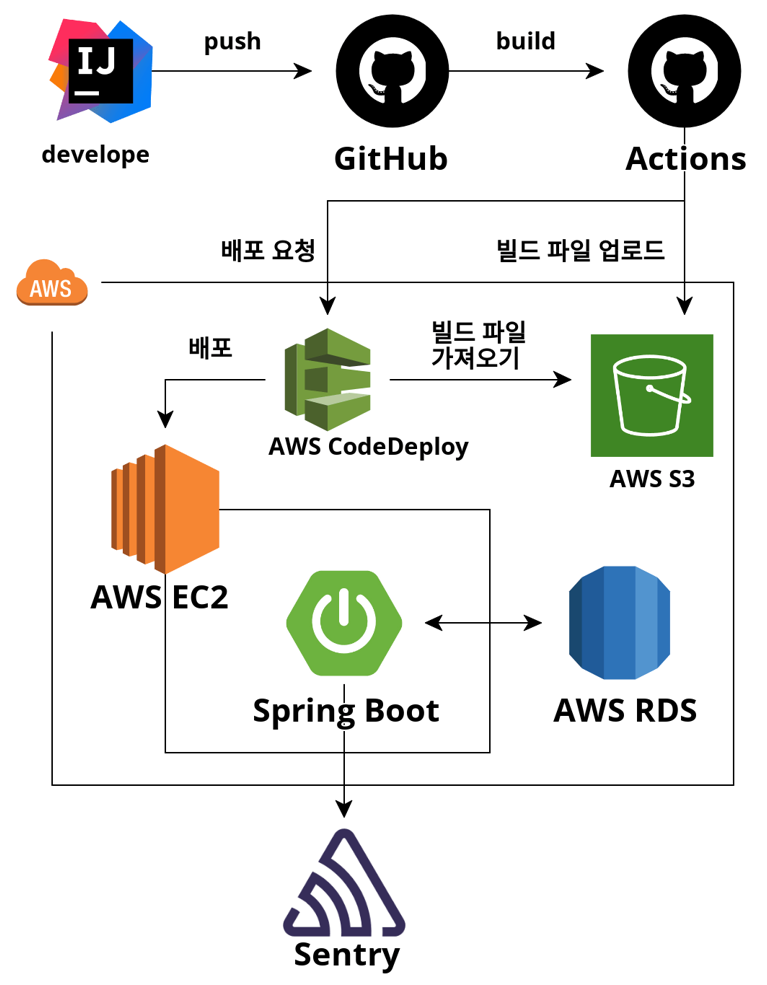 push
build
IJ
develope
GitHub
Actions
배포 요청
빌드 파일 업로드
AWS
배포
빌드 파일
가져오기
AWS CodeDeploy
AWS S3
AWS EC2
Spring Boot
AWS RDS
Sentry